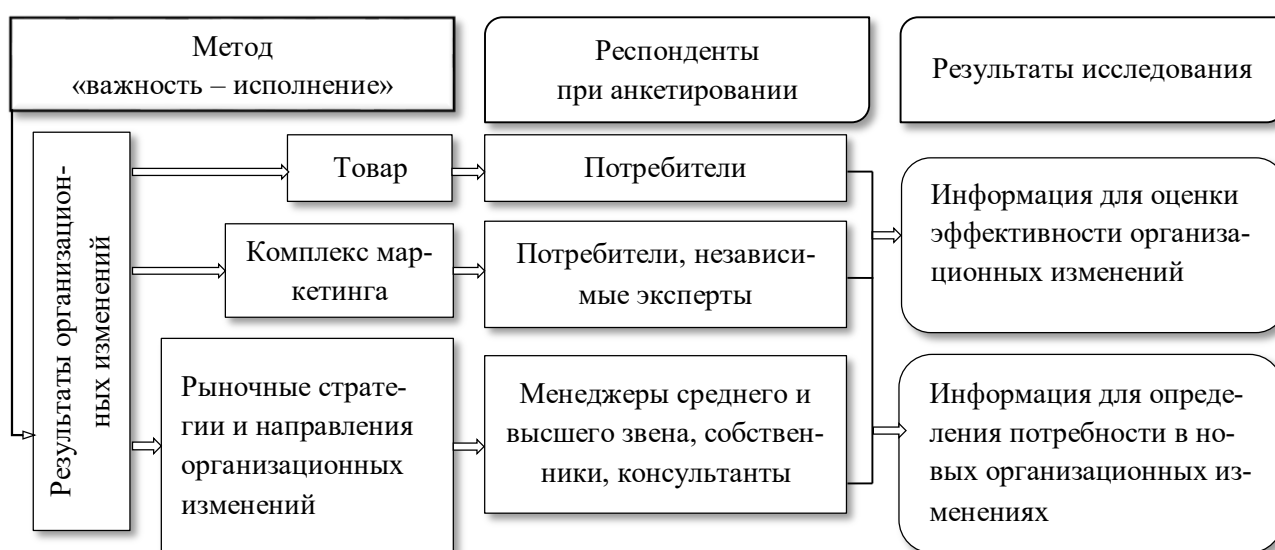 Метод
«важность – исполнение»
Респонденты
при анкетировании
Результаты исследования
Результаты организацион-
ных изменений
Товар
Потребители
Комплекс мар-
кетинга
Потребители, независи-
мые эксперты
Рыночные страте-
гии и направления
организационных
изменений
Менеджеры среднего и
высшего звена, собствен-
ники, консультанты
Информация для оценки
эффективности организа-
ционных изменений
Информация для опреде-
ления потребности в но-
вых организационных из-
менениях